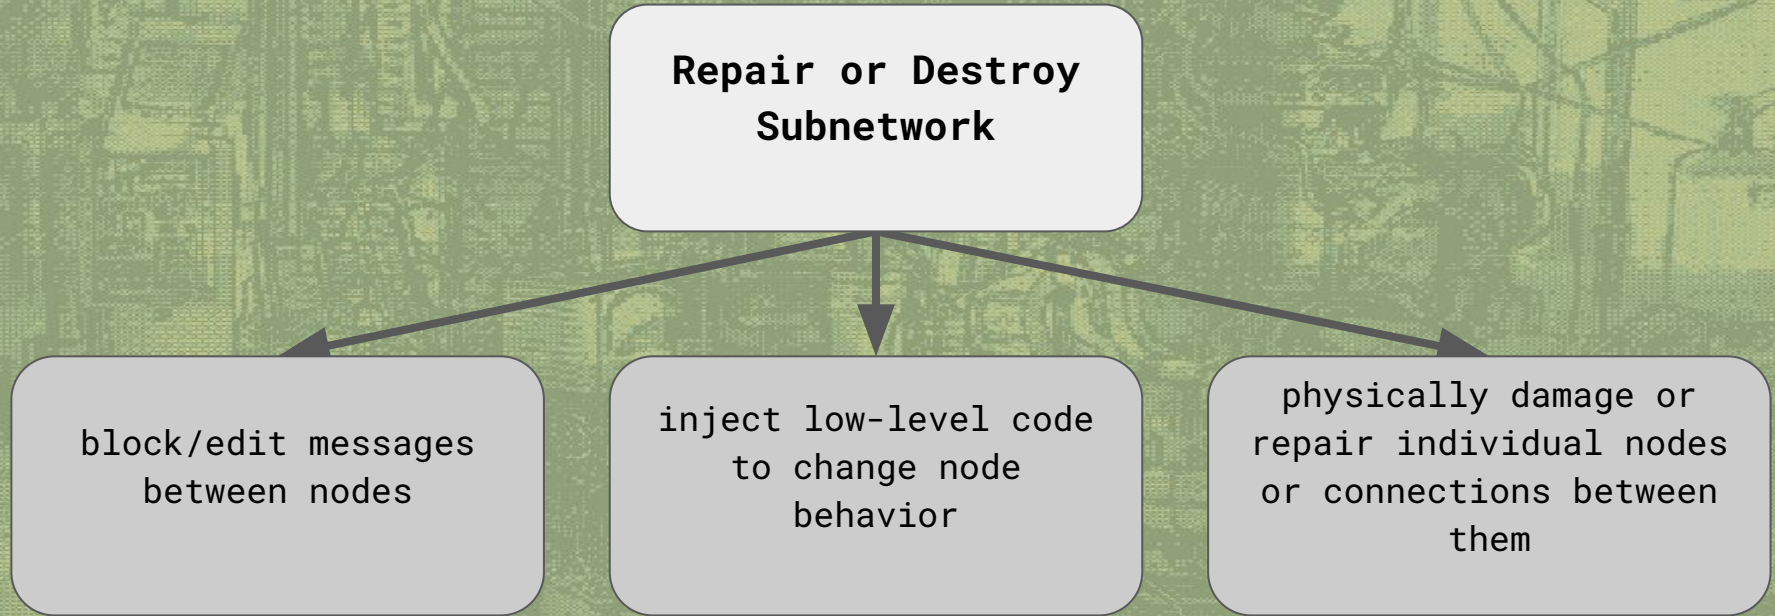 Repair or Destroy
Subnetwork
block/edit messages
between nodes
inject low-level code
to change node
behavior
physically damage or
repair individual nodes
or connections between
them